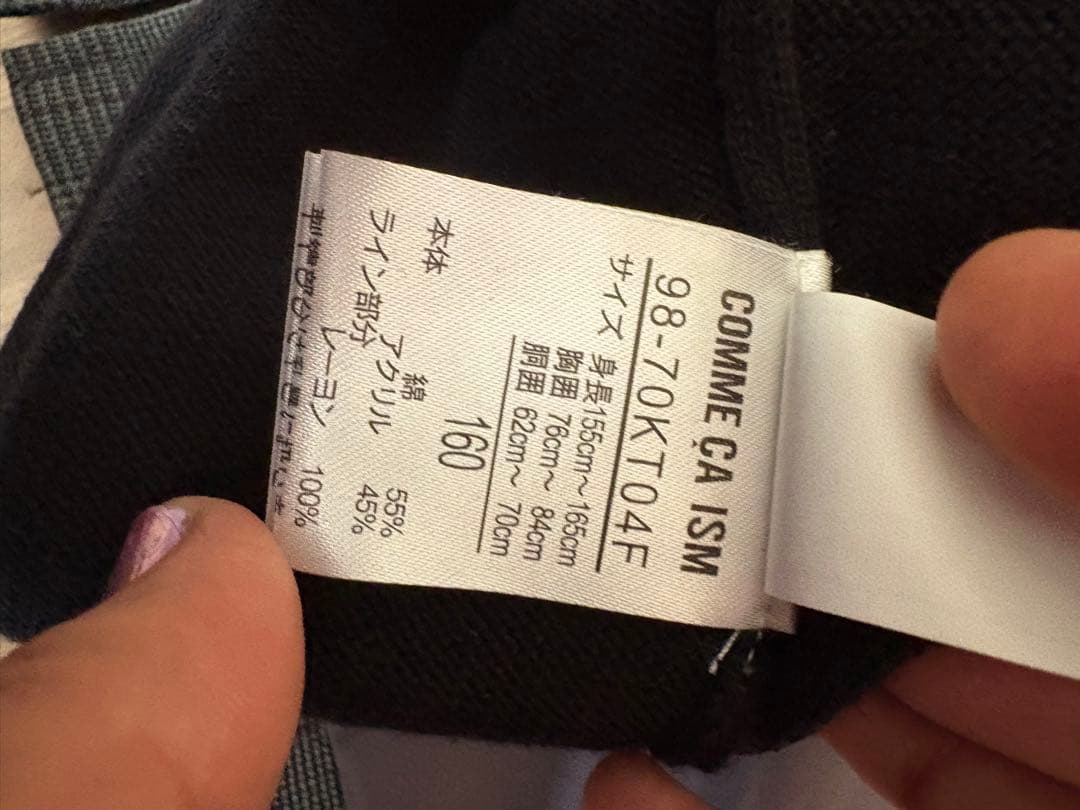 COMME ÇA ISM
98-70KT04F
サイズ
身長155cm～165cm
胸囲 76cm～ 84cm
胴囲 62cm～ 70cm
160
本体 綿 55%
アクリル 45%
ライン部分
レーヨン 100%